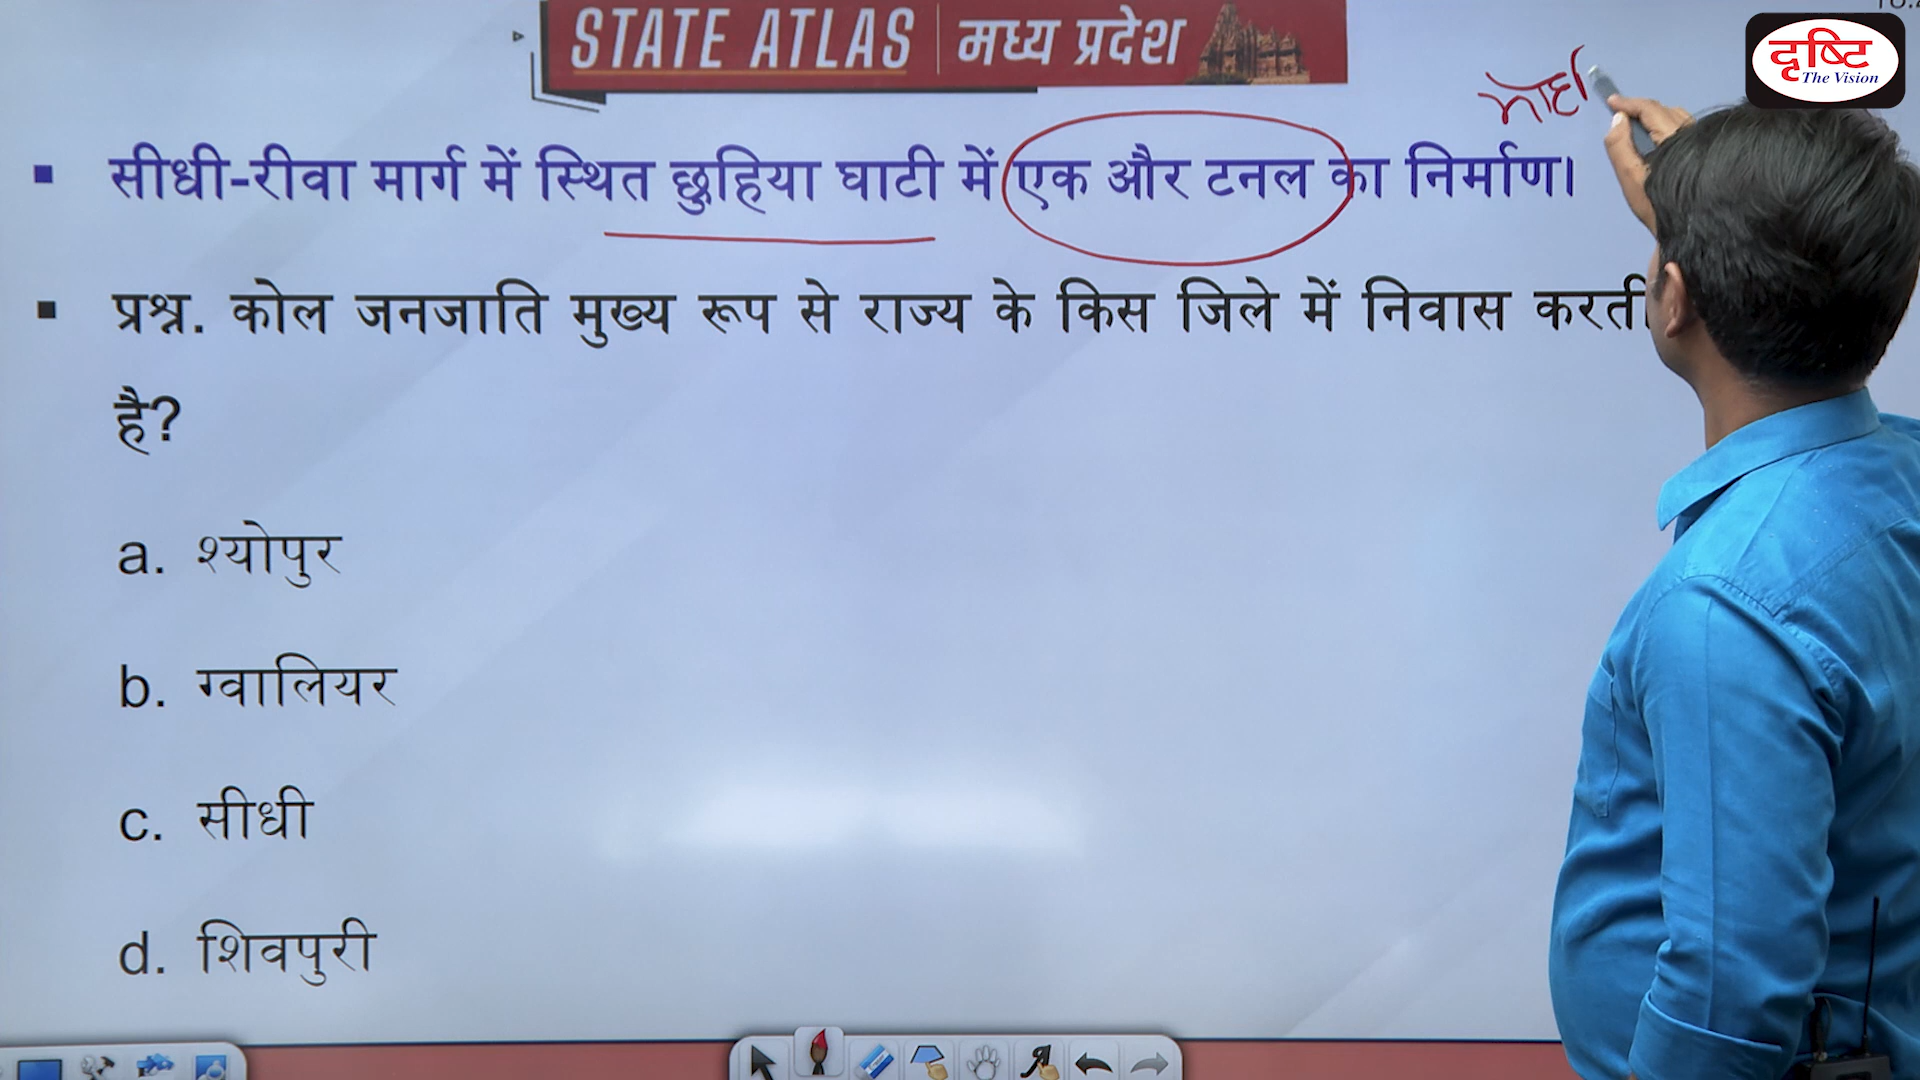 STATE ATLAS मध्य प्रदेश
दृष्टि
The Vision
सीधी-रीवा मार्ग में स्थित छुहिया घाटी में एक और टनल का निर्माण।
प्रश्न. कोल जनजाति मुख्य रूप से राज्य के किस जिले में निवास करती
है?
a. श्योपुर
b. ग्वालियर
c. सीधी
d. शिवपुरी